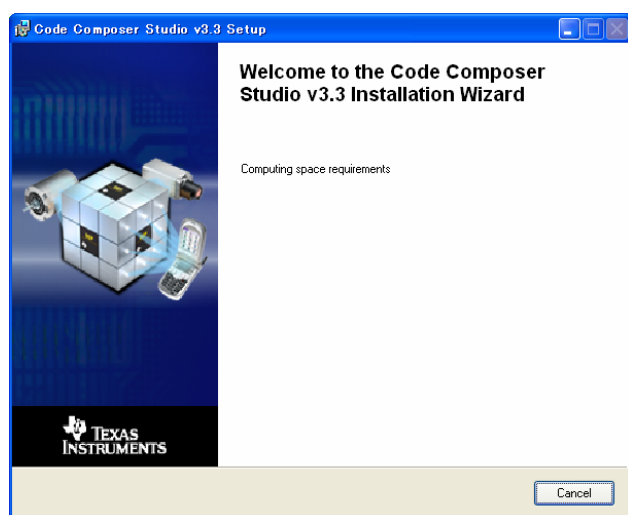 Code Composer Studio v3.3 Setup
Welcome to the Code Composer
Studio v3.3 Installation Wizard
Computing space requirements
TEXAS
INSTRUMENTS
Cancel